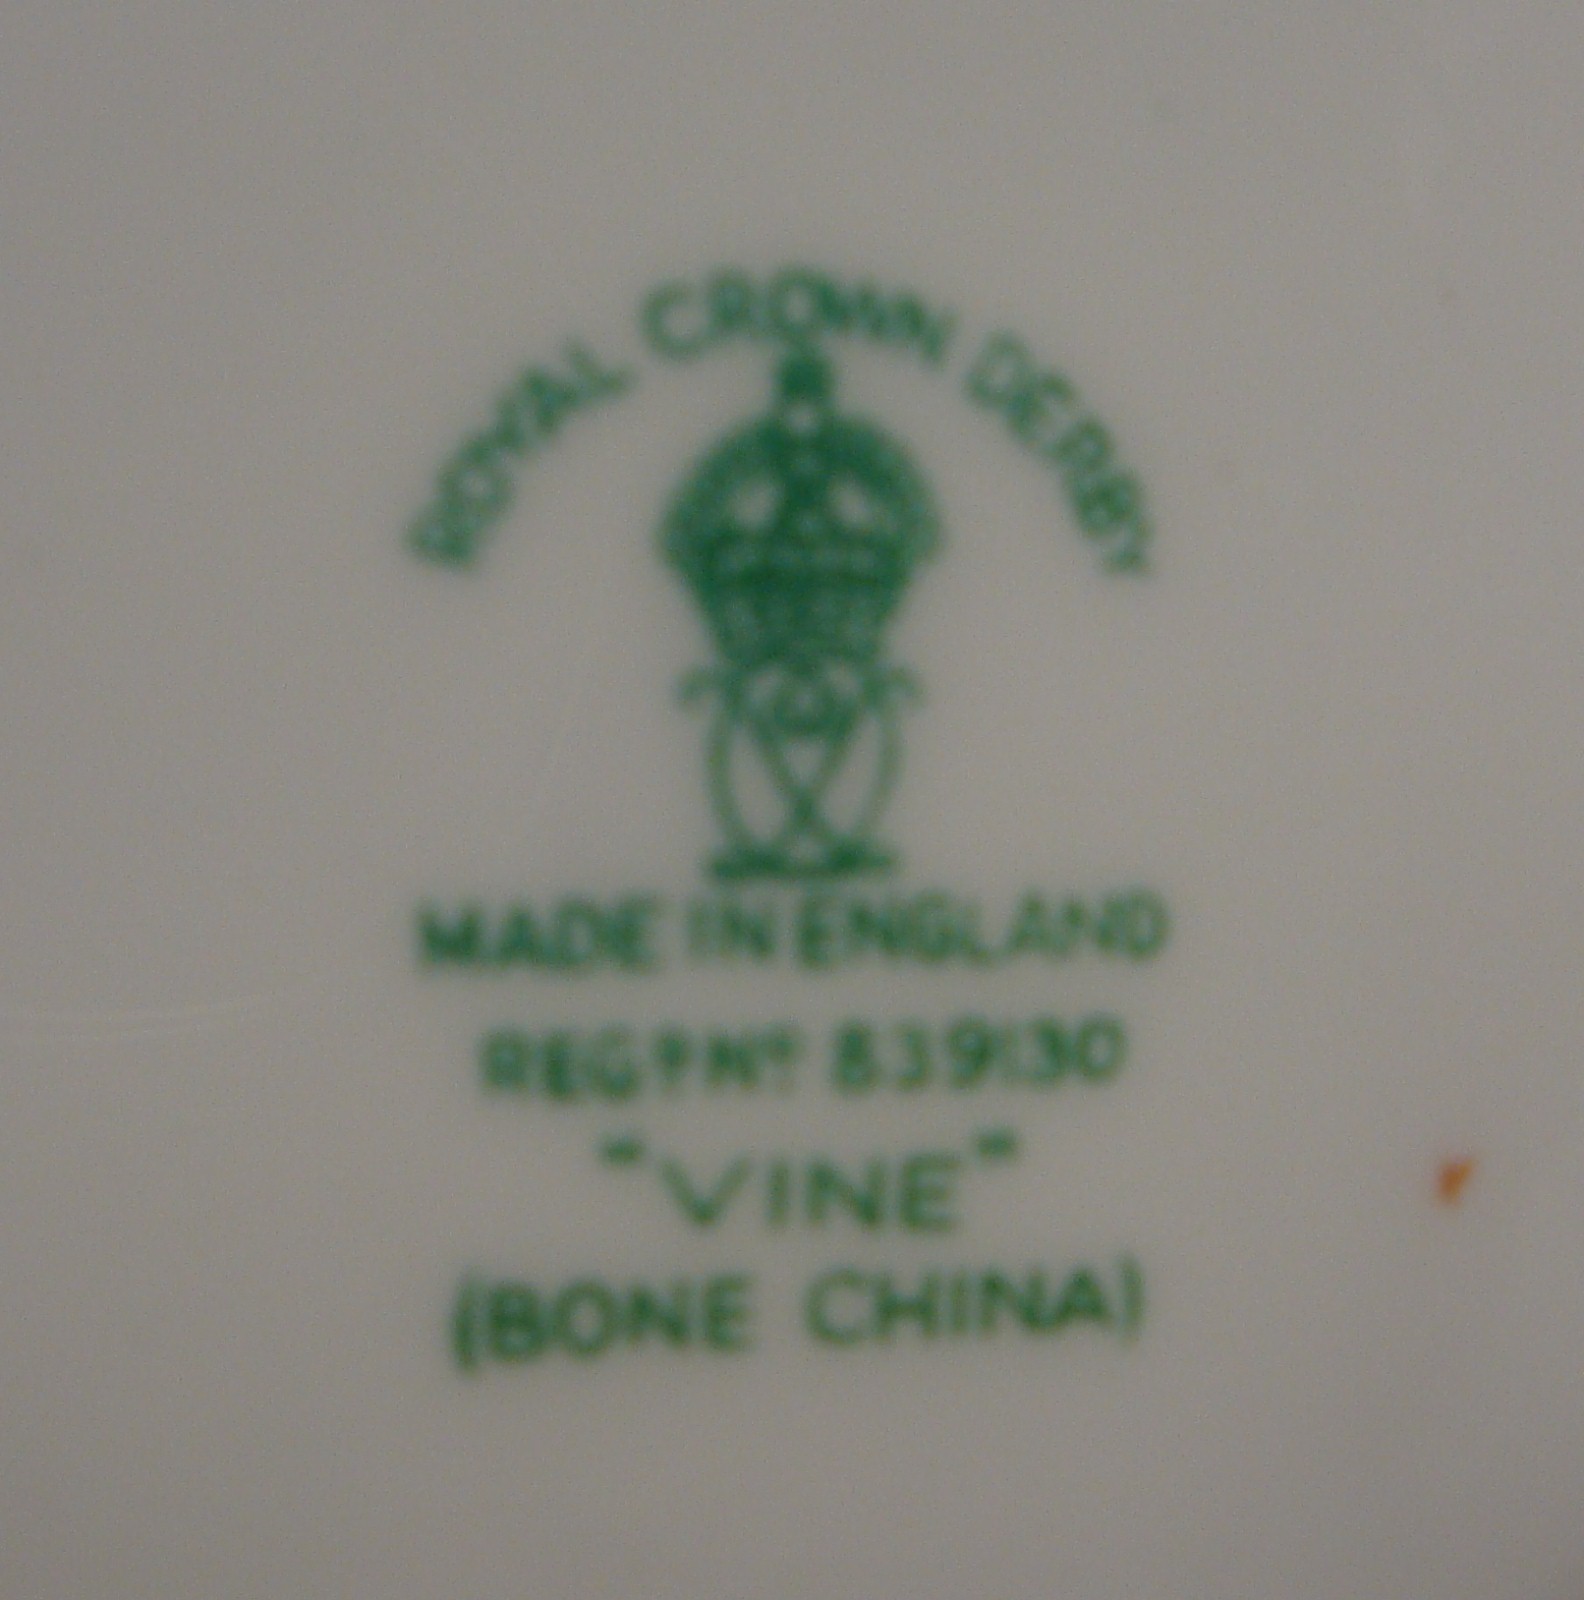 ROYAL CROWN DERBY
MADE IN ENGLAND
REGD. No. 839130
"VINE"
(BONE CHINA)